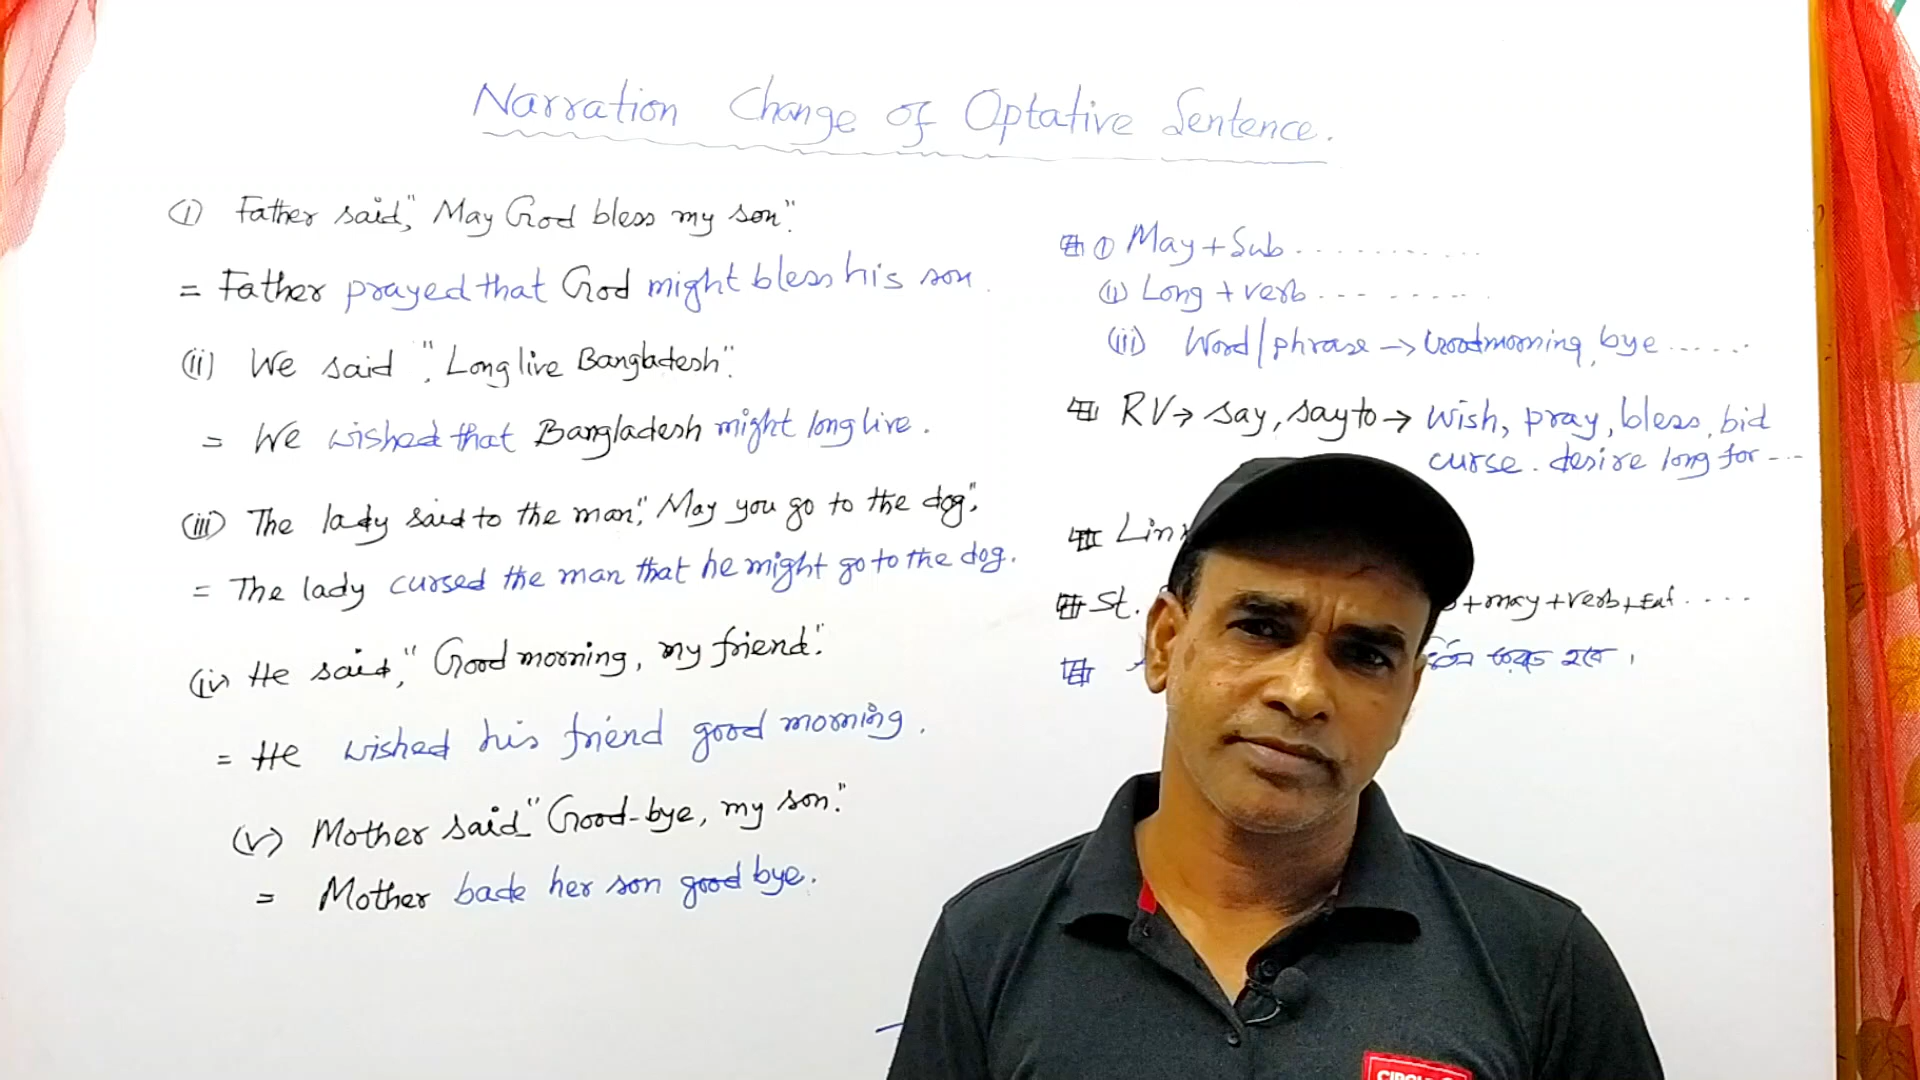 Narration Change of Optative Sentence.
(i) Father said," May God bless my son".
= Father prayed that God might bless his son.
(ii) We said ", Long live Bangladesh".
= We wished that Bangladesh might long live.
(iii) The lady said to the man", May you go to the dog".
= The lady cursed the man that he might go to the dog.
(iv) He said," Good morning, my friend".
= He wished his friend good morning.
(v) Mother said" Good-bye, my son."
= Mother bade her son good bye.
(i) May + Sub ............
(ii) Long + verb ... ......
(iii) Word/phrase → Goodmorning, bye ......
RV → say, say to → wish, pray, bless, bid
curse. desire long for ...
Lin
St. + may + verb + Ext ....
করতে হবে।